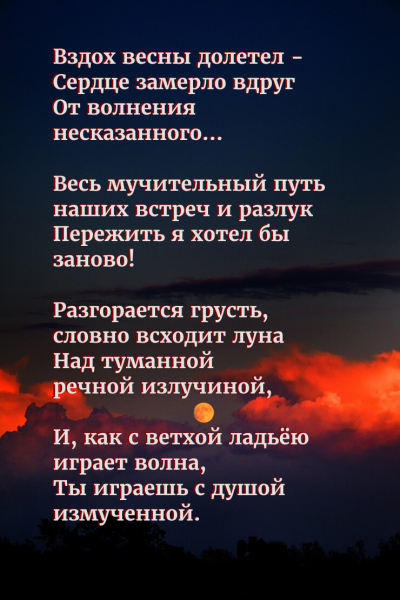 Вздох весны долетел -
Сердце замерло вдруг
От волнения
несказанного...
Весь мучительный путь
наших встреч и разлук
Пережить я хотел бы
заново!
Разгорается грусть,
словно всходит луна
Над туманной
речной излучиной,
И, как с ветхой ладьёю
играет волна,
Ты играешь с душой
измученной.